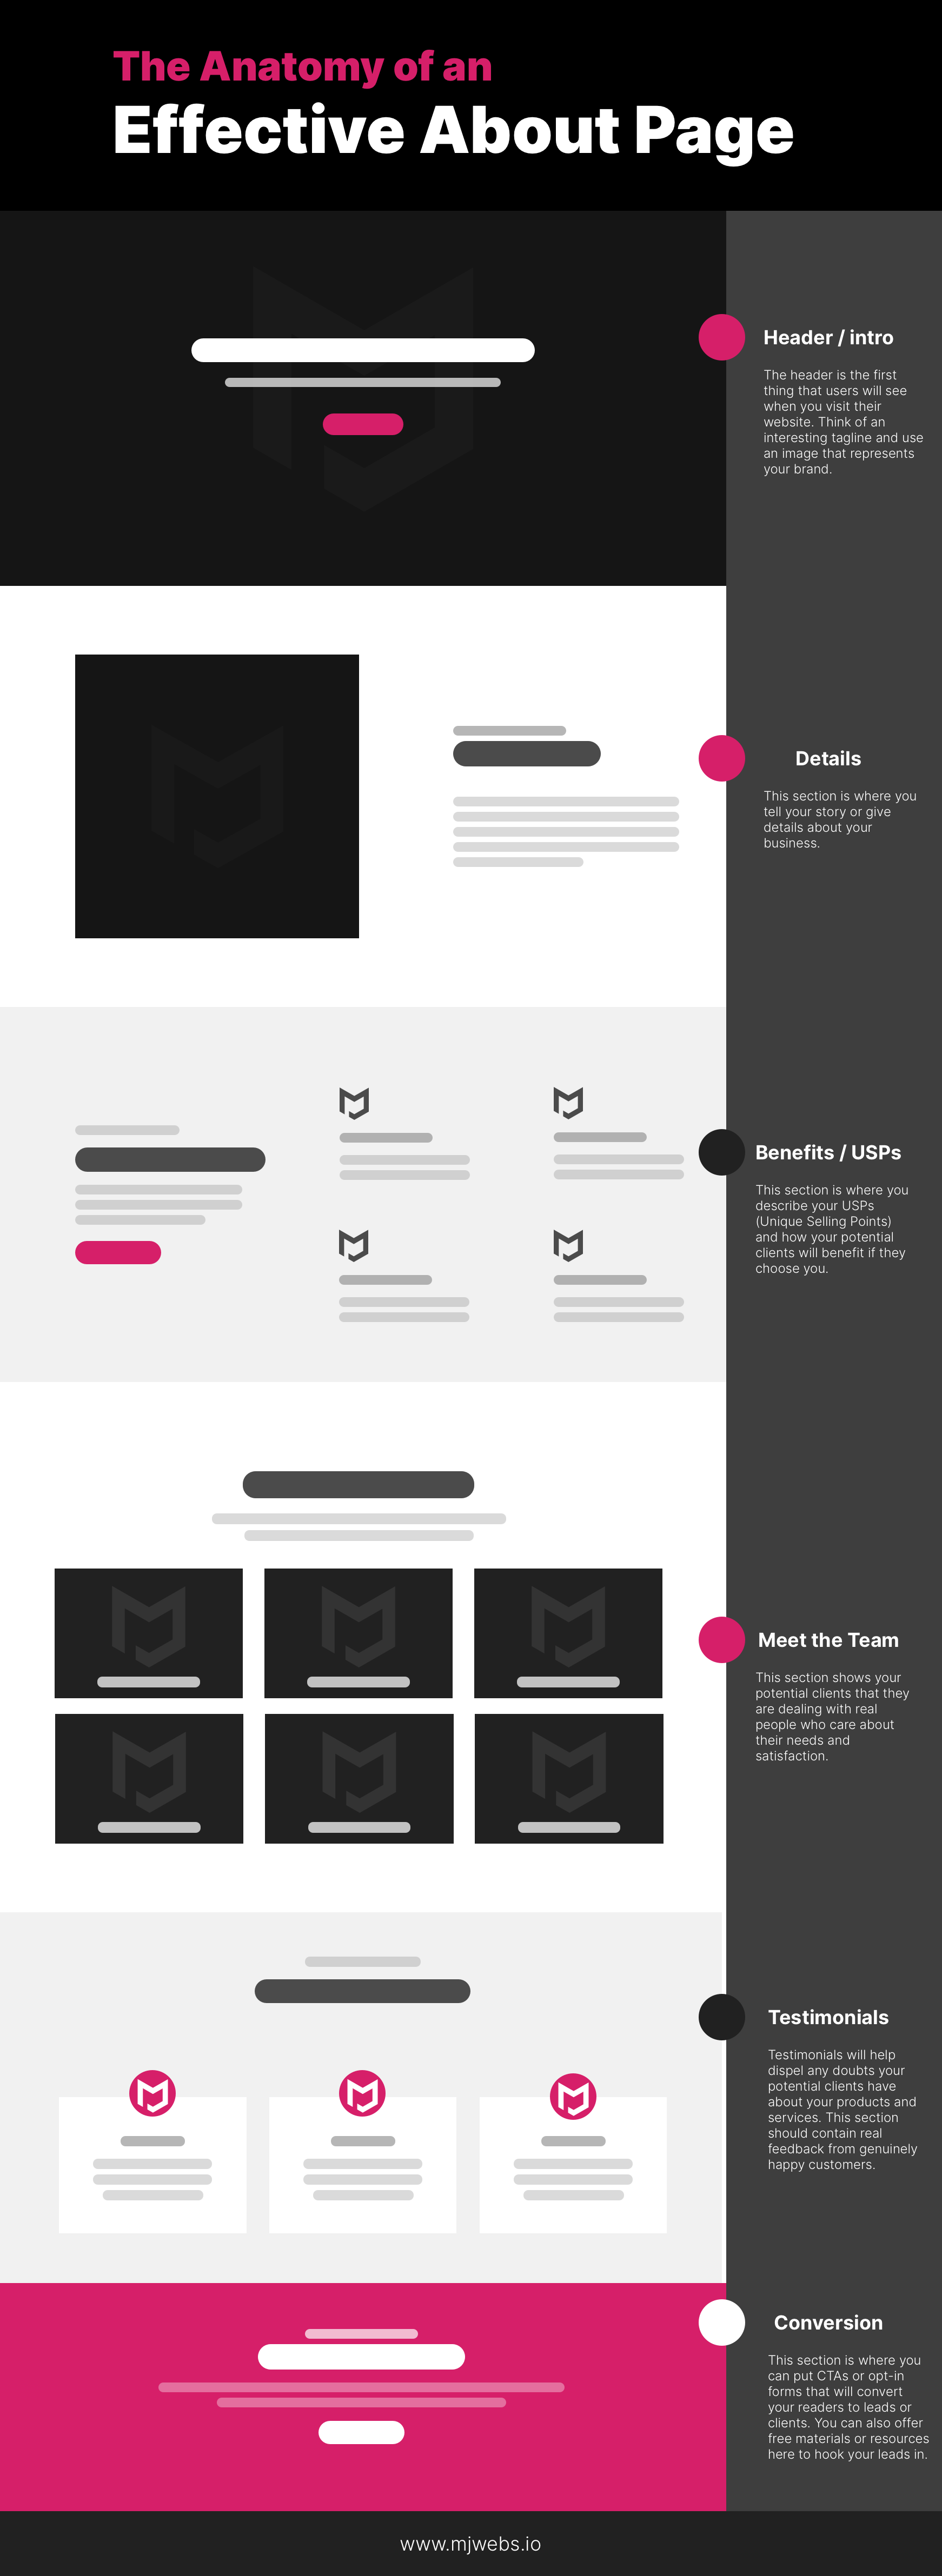 The Anatomy of an
Effective About Page
Header / intro
The header is the first
thing that users will see
when you visit their
website. Think of an
interesting tagline and use
an image that represents
your brand.
Details
This section is where you
tell your story or give
details about your
business.
Benefits / USPs
This section is where you
describe your USPs
(Unique Selling Points)
and how your potential
clients will benefit if they
choose you.
Meet the Team
This section shows your
potential clients that they
are dealing with real
people who care about
their needs and
satisfaction.
Testimonials
Testimonials will help
dispel any doubts your
potential clients have
about your products and
services. This section
should contain real
feedback from genuinely
happy customers.
Conversion
This section is where you
can put CTAs or opt-in
forms that will convert
your readers to leads or
clients. You can also offer
free materials or resources
here to hook your leads in.
www.mjwebs.io